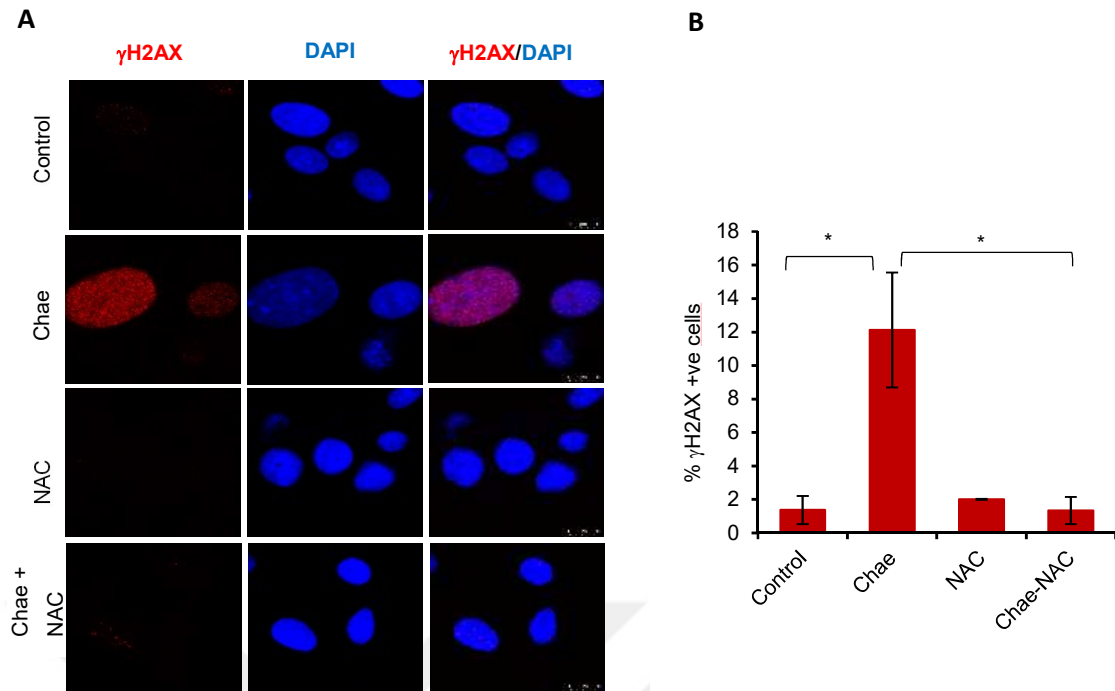 A
γH2AX
DAPI
γH2AX/DAPI
Control
Chae
NAC
Chae +
NAC
B
% γH2AX +ve cells
18
16
14
12
10
8
6
4
2
0
*
*
Control
Chae
NAC
Chae-NAC